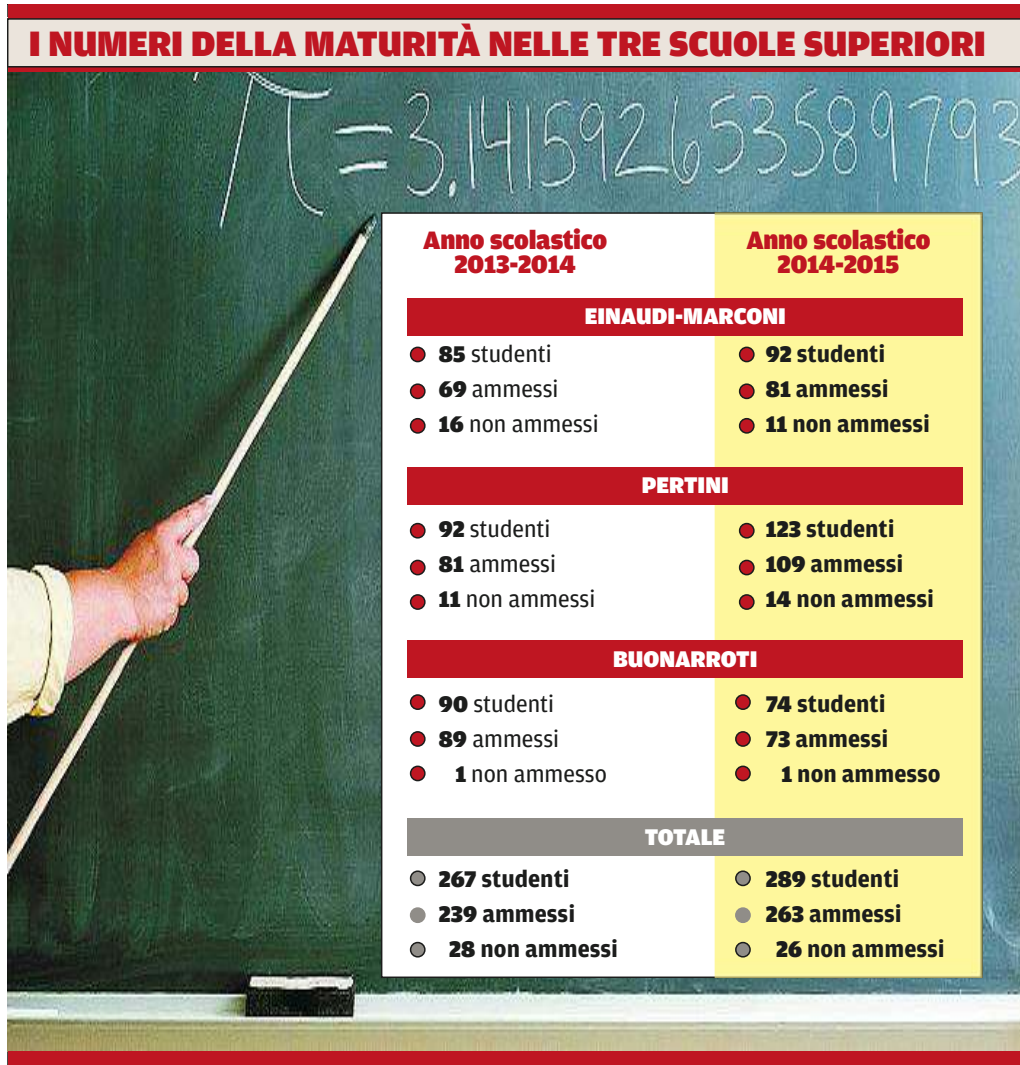 I NUMERI DELLA MATURITÀ NELLE TRE SCUOLE SUPERIORI
π = 3.141592653589793
Anno scolastico
2013-2014
Anno scolastico
2014-2015
EINAUDI-MARCONI
85 studenti
92 studenti
69 ammessi
81 ammessi
16 non ammessi
11 non ammessi
PERTINI
92 studenti
123 studenti
81 ammessi
109 ammessi
11 non ammessi
14 non ammessi
BUONARROTI
90 studenti
74 studenti
89 ammessi
73 ammessi
1 non ammesso
1 non ammesso
TOTALE
267 studenti
289 studenti
239 ammessi
263 ammessi
28 non ammessi
26 non ammessi